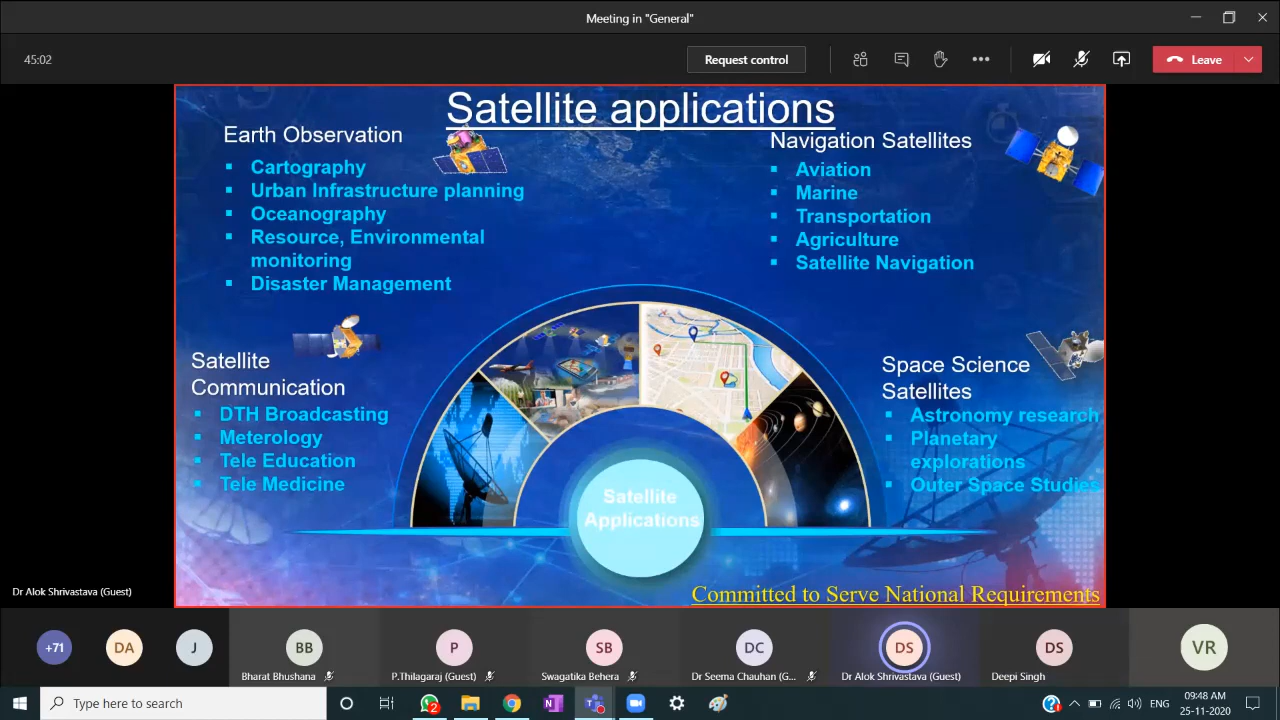 Meeting in "General"
45:02
Request control
Leave
Satellite applications
Earth Observation
Cartography
Urban Infrastructure planning
Oceanography
Resource, Environmental
monitoring
Disaster Management
Navigation Satellites
Aviation
Marine
Transportation
Agriculture
Satellite Navigation
Satellite
Communication
DTH Broadcasting
Meterology
Tele Education
Tele Medicine
Space Science
Satellites
Astronomy research
Planetary
explorations
Outer Space Studies
Satellite
Applications
Committed to Serve National Requirements
Dr Alok Shrivastava (Guest)
+71
DA
J
BB
P
SB
DC
DS
DS
VR
Bharat Bhushana
P.Thilagaraj (Guest)
Swagatika Behera
Dr Seema Chauhan (G...
Dr Alok Shrivastava (Guest)
Deepi Singh
Type here to search
2
ENG
09:48 AM
25-11-2020